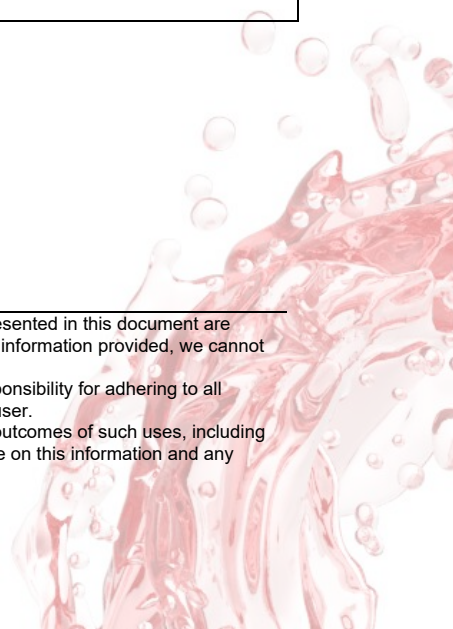 esented in this document are
information provided, we cannot
onsibility for adhering to all
user.
outcomes of such uses, including
e on this information and any